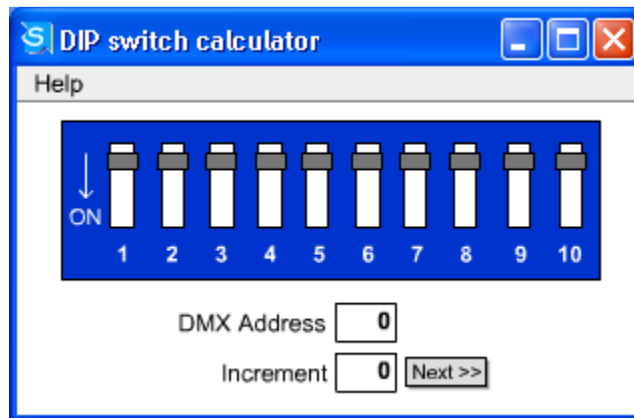 DIP switch calculator
Help
ON
1 2 3 4 5 6 7 8 9 10
DMX Address 0
Increment 0 Next >>